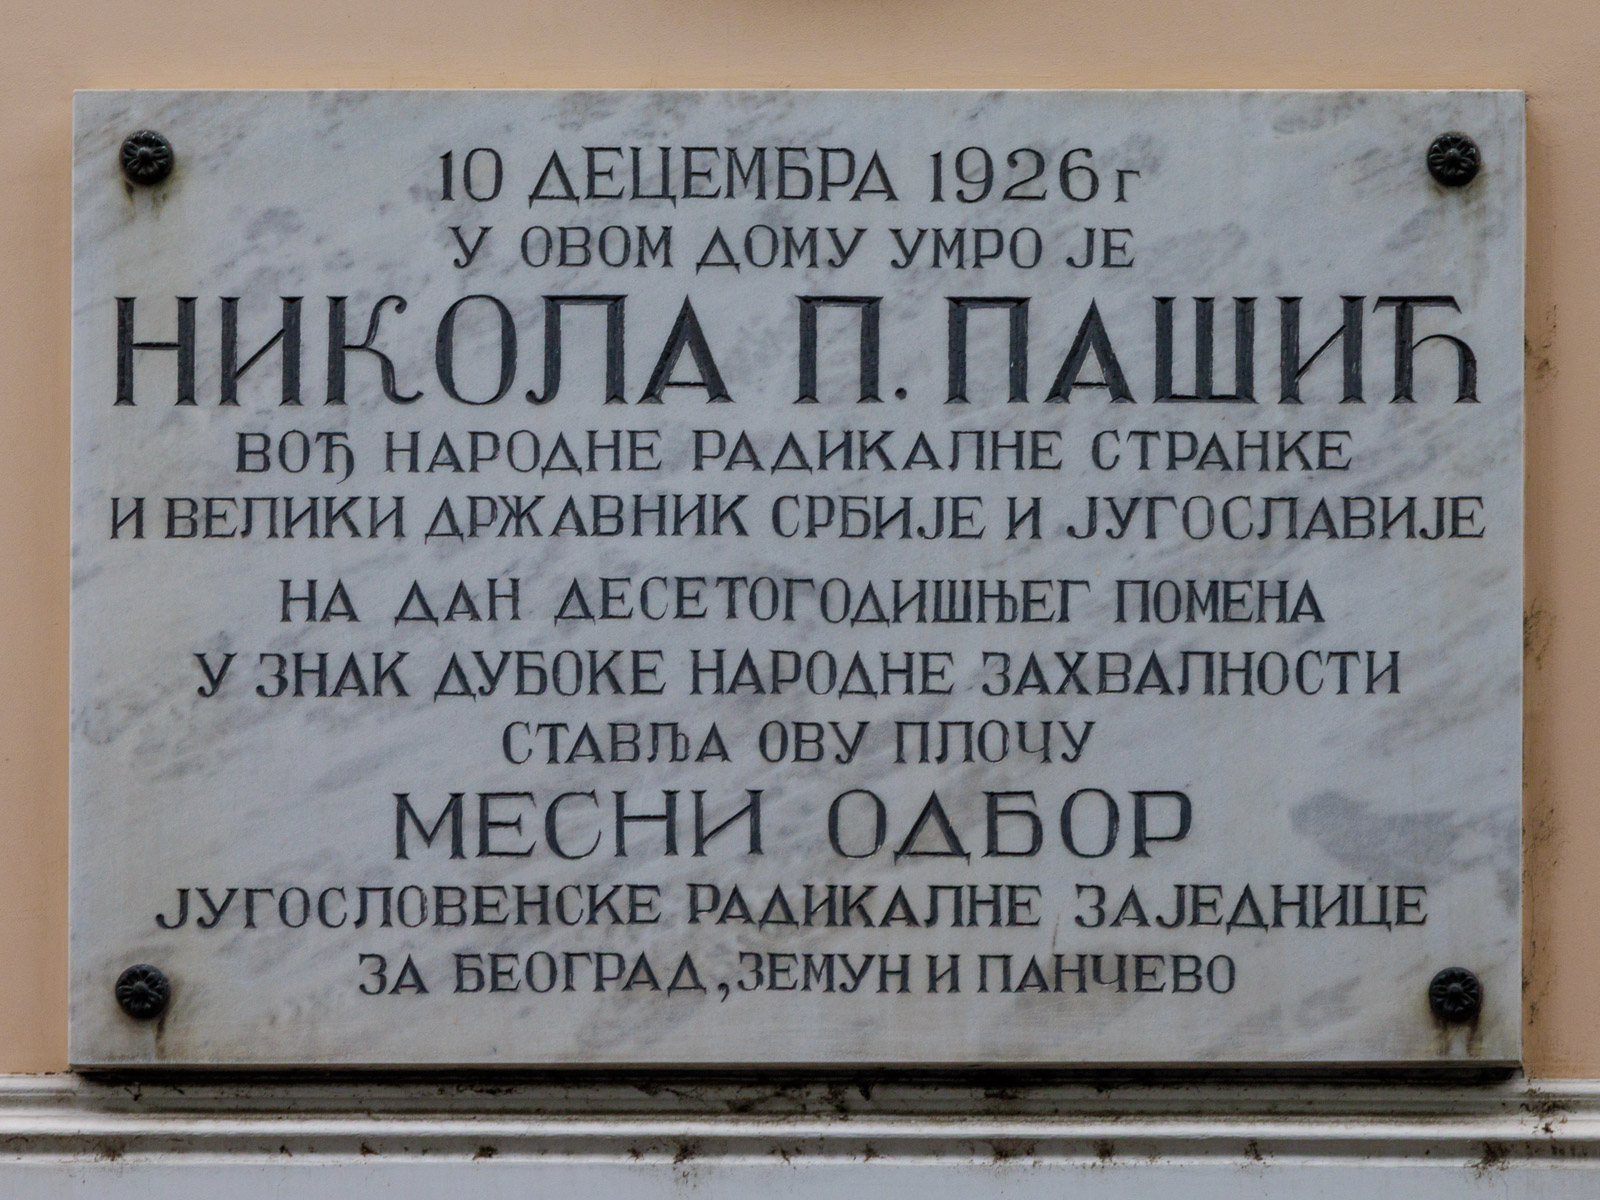 10 ДЕЦЕМБРА 1926 г
У ОВОМ ДОМУ УМРО ЈЕ
НИКОЛА П. ПАШИЋ
ВОЂ НАРОДНЕ РАДИКАЛНЕ СТРАНКЕ
И ВЕЛИКИ ДРЖАВНИК СРБИЈЕ И ЈУГОСЛАВИЈЕ
НА ДАН ДЕСЕТОГОДИШЊЕГ ПОМЕНА
У ЗНАК ДУБОКЕ НАРОДНЕ ЗАХВАЛНОСТИ
СТАВЉА ОВУ ПЛОЧУ
МЕСНИ ОДБОР
ЈУГОСЛОВЕНСКЕ РАДИКАЛНЕ ЗАЈЕДНИЦЕ
ЗА БЕОГРАД, ЗЕМУН И ПАНЧЕВО